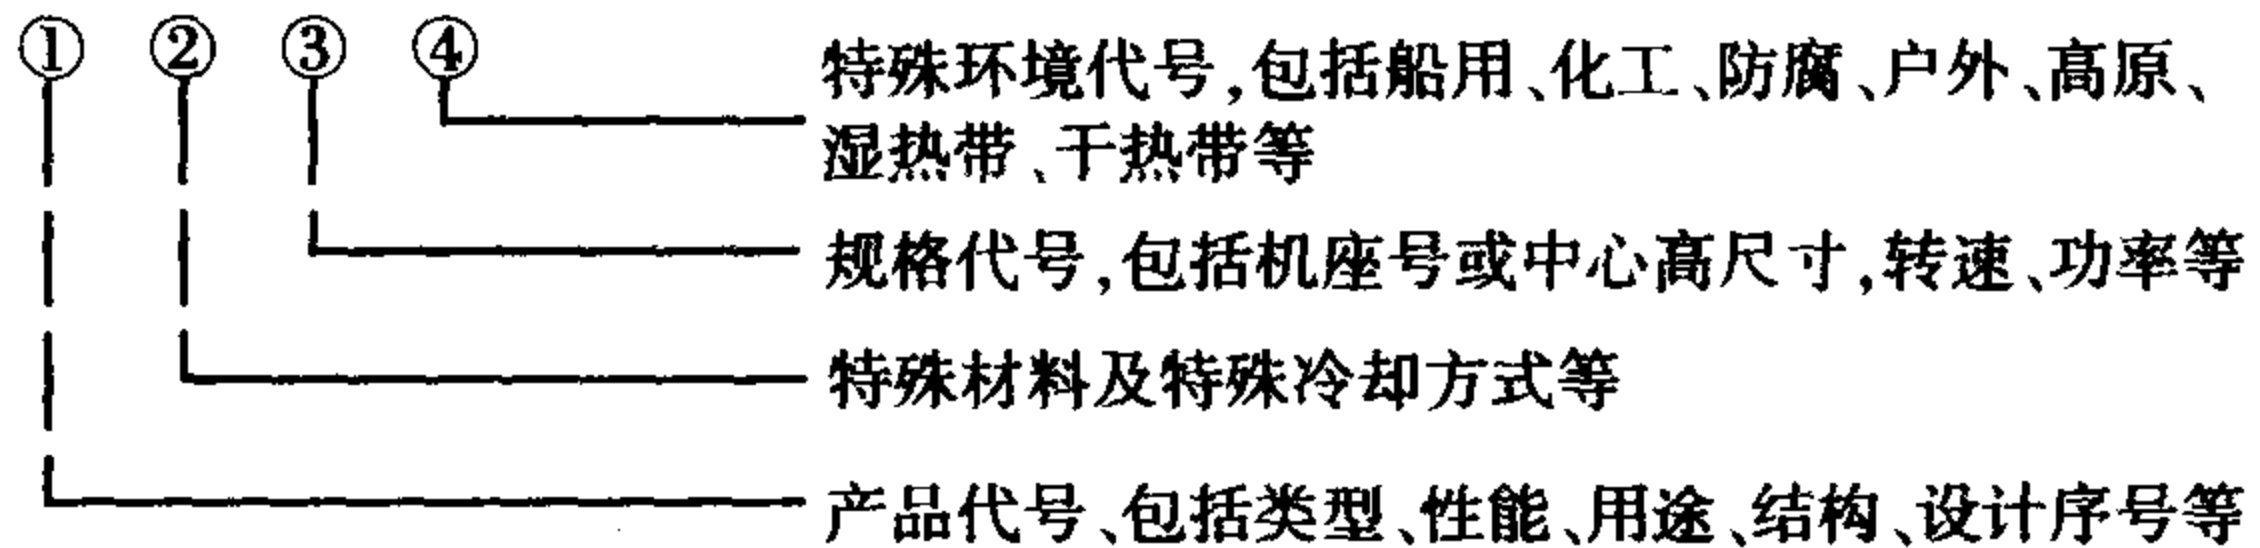 ① ② ③ ④
特殊环境代号,包括船用、化工、防腐、户外、高原、
湿热带、干热带等
规格代号,包括机座号或中心高尺寸,转速、功率等
特殊材料及特殊冷却方式等
产品代号、包括类型、性能、用途、结构、设计序号等